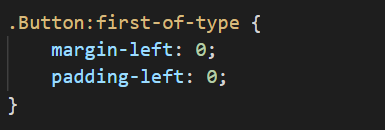 .Button:first-of-type {
    margin-left: 0;
    padding-left: 0;
}